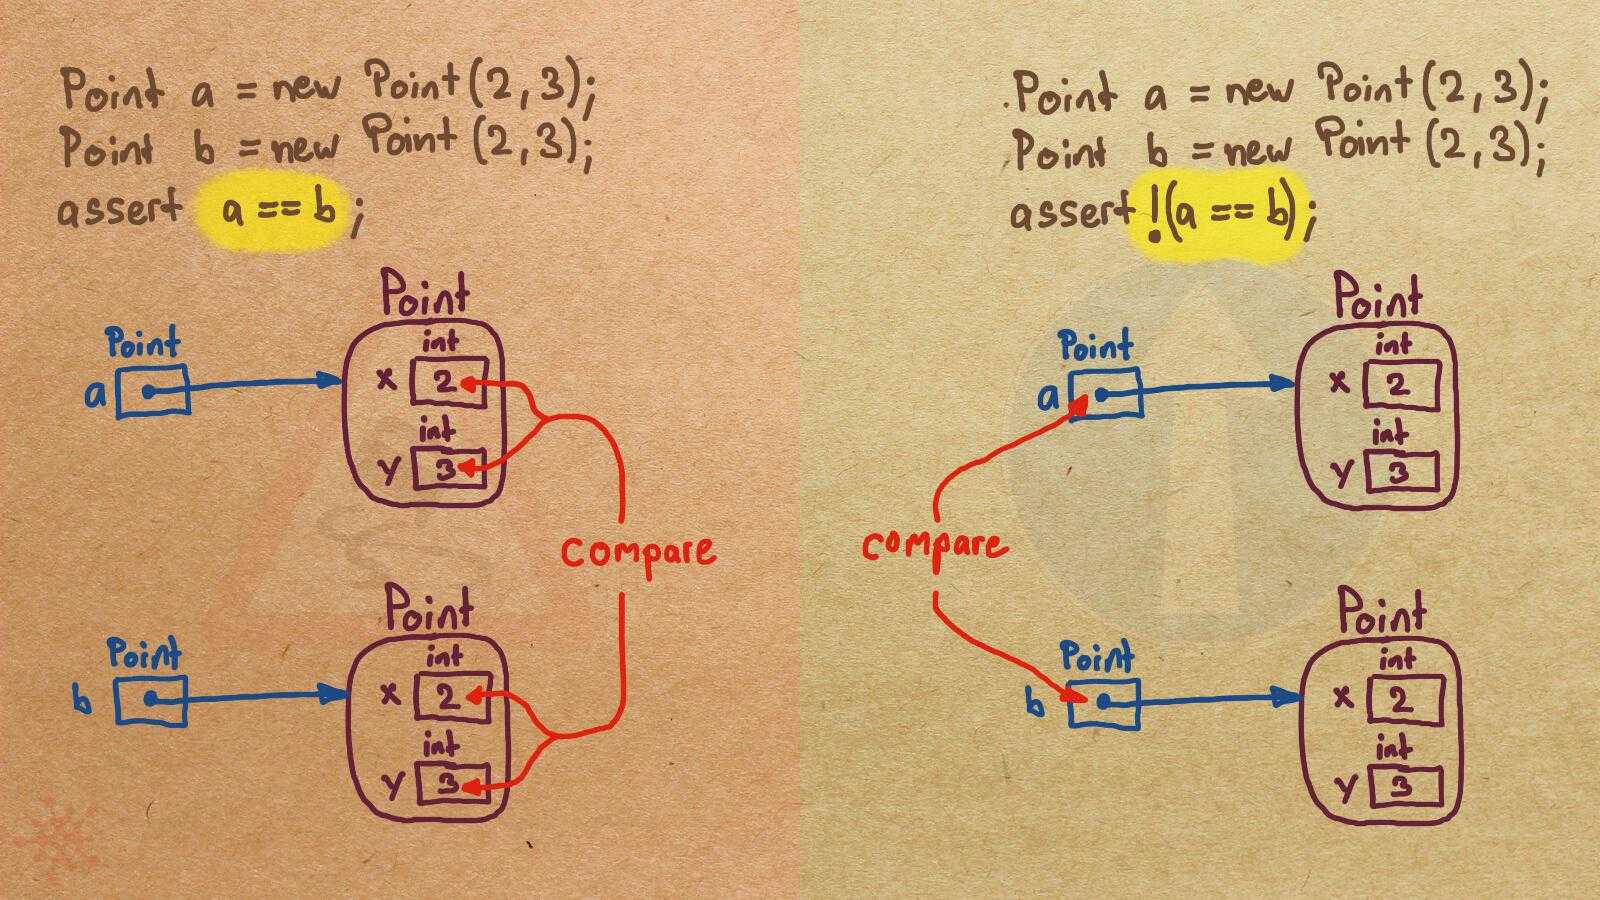 Point a = new Point(2,3);
Point b = new Point(2,3);
assert a == b;
Point
Point
int
a
x 2
int
y 3
compare
Point
Point
int
b
x 2
int
y 3
Point a = new Point(2,3);
Point b = new Point(2,3);
assert !(a == b);
Point
Point
int
a
x 2
int
y 3
compare
Point
Point
int
b
x 2
int
y 3